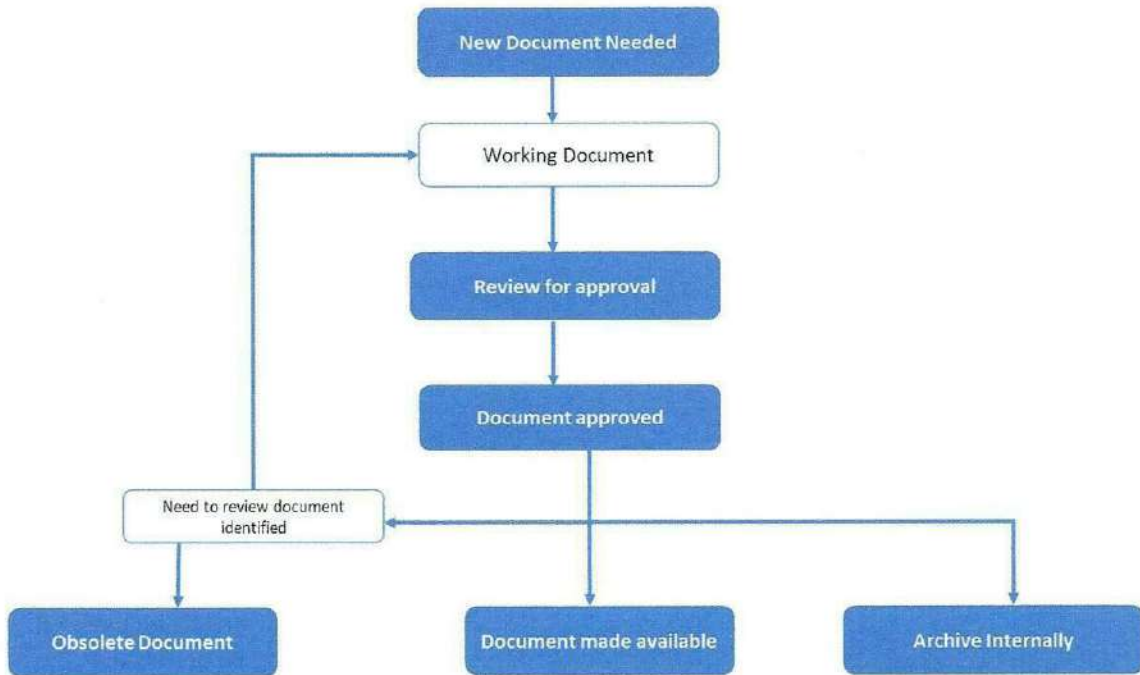 New Document Needed
Working Document
Review for approval
Document approved
Need to review document
identified
Obsolete Document
Document made available
Archive Internally